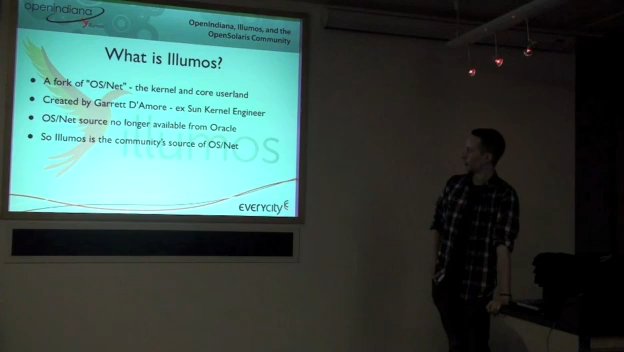 openindiana
OpenIndiana, Illumos, and the
OpenSolaris Community
What is Illumos?
• A fork of "OS/Net" - the kernel and core userland
• Created by Garrett D'Amore - ex Sun Kernel Engineer
• OS/Net source no longer available from Oracle
• So Illumos is the community's source of OS/Net
illumos
everycity